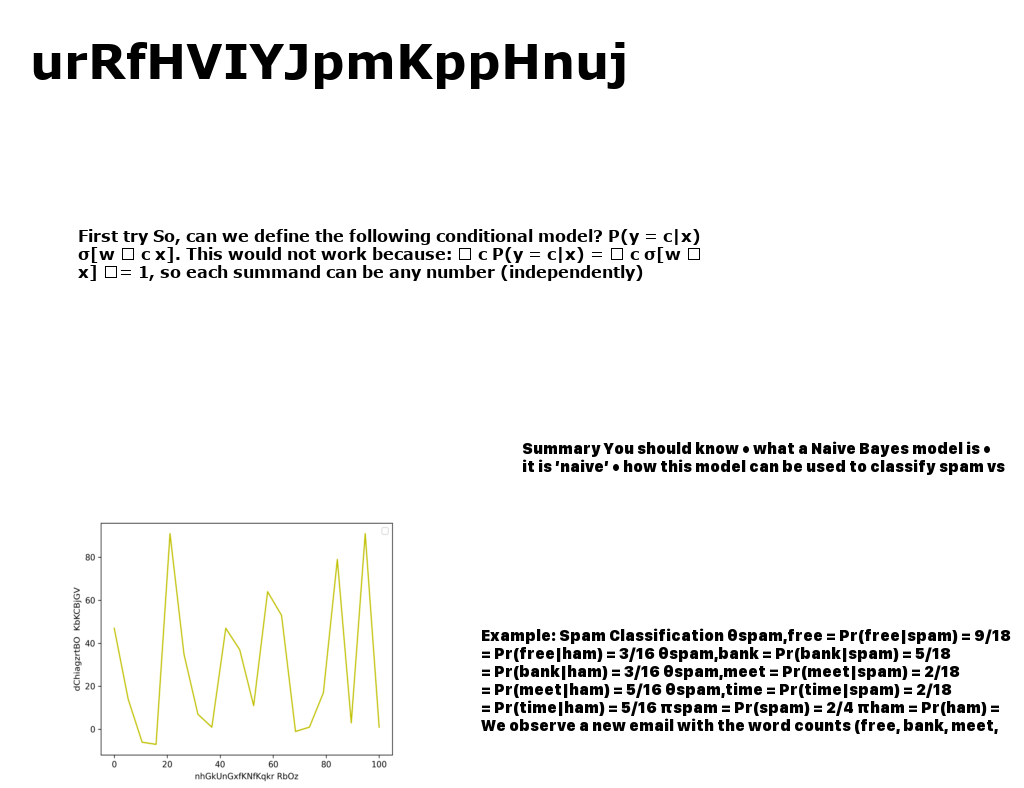 urRfHVIYJpmKppHnuj
First try So, can we define the following conditional model? P(y = c|x)
σ[w □ c x]. This would not work because: □ c P(y = c|x) = □ c σ[w □
x] □= 1, so each summand can be any number (independently)
Summary You should know • what a Naive Bayes model is •
it is ’naive’ • how this model can be used to classify spam vs
80
60
40
20
0
dChiagzrtBO KbKCBjGV
0 20 40 60 80 100
nhGkUnGxfKNfKqkr RbOz
Example: Spam Classification θspam,free = Pr(free|spam) = 9/18
= Pr(free|ham) = 3/16 θspam,bank = Pr(bank|spam) = 5/18
= Pr(bank|ham) = 3/16 θspam,meet = Pr(meet|spam) = 2/18
= Pr(meet|ham) = 5/16 θspam,time = Pr(time|spam) = 2/18
= Pr(time|ham) = 5/16 πspam = Pr(spam) = 2/4 πham = Pr(ham) =
We observe a new email with the word counts (free, bank, meet,